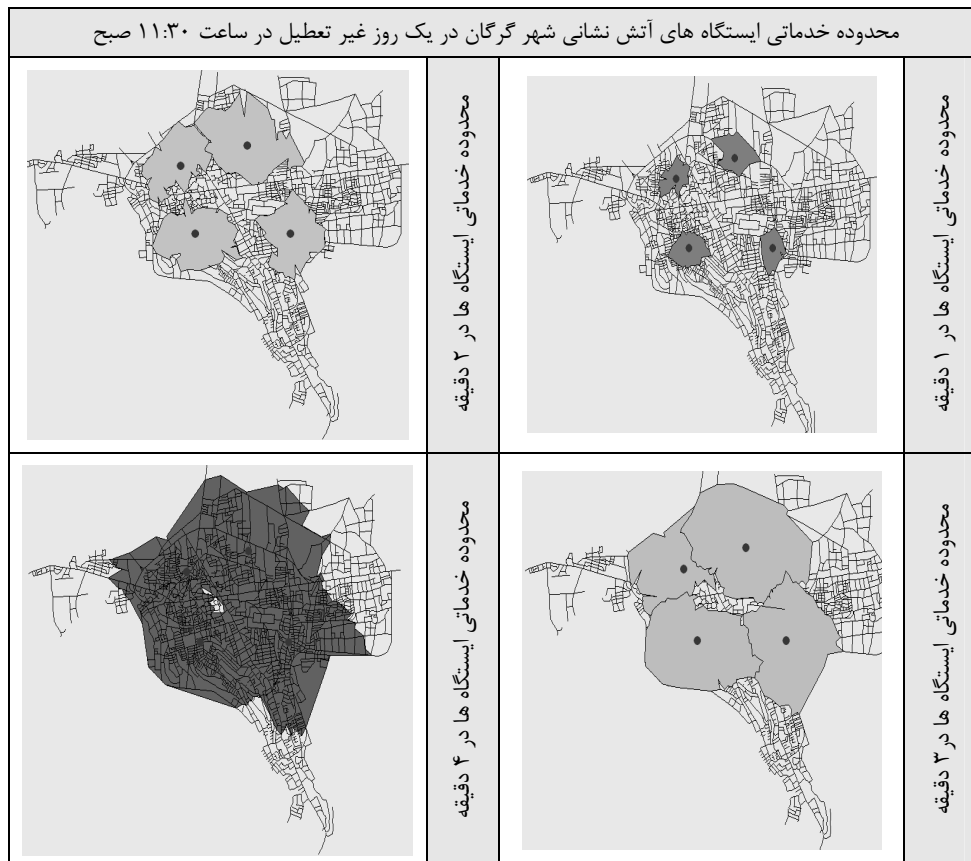 محدوده خدماتی ایستگاه های آتش نشانی شهر گرگان در یک روز غیر تعطیل در ساعت ۱۱:۳۰ صبح
محدوده خدماتی ایستگاه ها در ۱ دقیقه
محدوده خدماتی ایستگاه ها در ۲ دقیقه
محدوده خدماتی ایستگاه ها در ۳ دقیقه
محدوده خدماتی ایستگاه ها در ۴ دقیقه